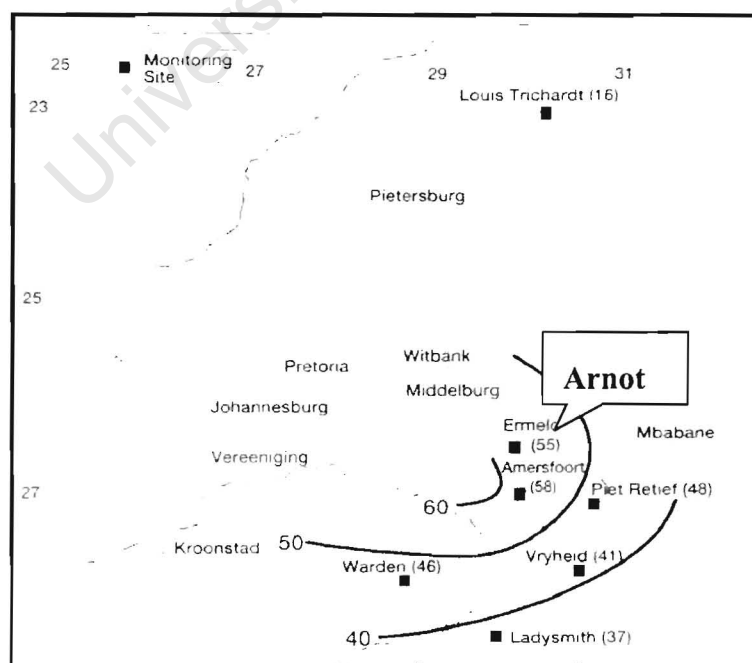 Universi
25
Monitoring
Site
27
29
31
23
Louis Trichardt (16)
Pietersburg
25
Pretoria
Witbank
Arnot
Johannesburg
Middelburg
Ermelo
(55)
Mbabane
Vereeniging
Amersfoort
(58)
27
60
Piet Retief (48)
Kroonstad
50
Warden (46)
Vryheid (41)
40
Ladysmith (37)